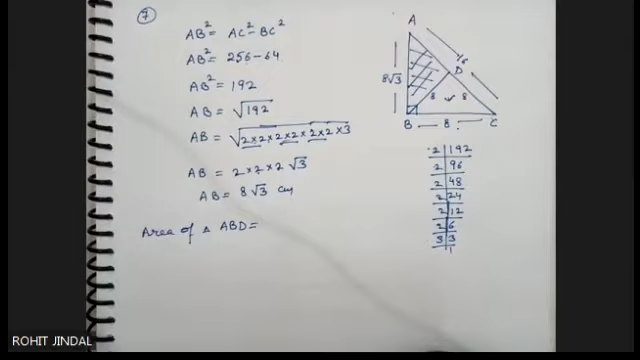 7
AB² = AC² - BC²
AB² = 256 - 64
AB² = 192
AB = √192
AB = √2×2×2×2×2×2×3
AB = 2×2×2√3
AB = 8√3 cm
Area of △ ABD =
A
16
D
8√3
8 8
B 8 C
2 192
2 96
2 48
2 24
2 12
2 6
3 3
1
ROHIT JINDAL